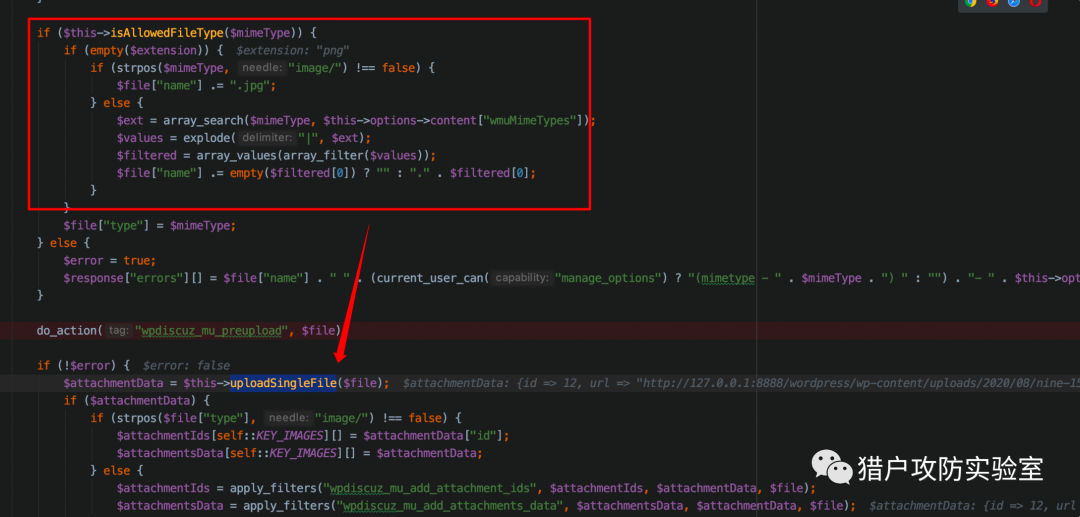 }
if ($this->isAllowedFileType($mimeType)) {
if (empty($extension)) { $extension: "png"
if (strpos($mimeType, needle: "image/") !== false) {
$file["name"] .= ".jpg";
} else {
$ext = array_search($mimeType, $this->options->content["wmuMimeTypes"]);
$values = explode( delimiter: "|", $ext);
$filtered = array_values(array_filter($values));
$file["name"] .= empty($filtered[0]) ? "" : "." . $filtered[0];
}
}
$file["type"] = $mimeType;
} else {
$error = true;
$response["errors"][] = $file["name"] . " " . (current_user_can( capability: "manage_options") ? "(mimetype - " . $mimeType . ") " : "") . "- " . $this->opt
}
do_action( tag: "wpdiscuz_mu_preupload", $file)
if (!$error) { $error: false
$attachmentData = $this->uploadSingleFile($file); $attachmentData: {id => 12, url => "http://127.0.0.1:8888/wordpress/wp-content/uploads/2020/08/nine-15
if ($attachmentData) {
if (strpos($file["type"], needle: "image/") !== false) {
$attachmentIds[self::KEY_IMAGES][] = $attachmentData["id"];
$attachmentsData[self::KEY_IMAGES][] = $attachmentData;
} else {
$attachmentIds = apply_filters("wpdiscuz_mu_add_attachment_ids", $attachmentIds, $attachmentData, $file);
$attachmentsData = apply_filters("wpdiscuz_mu_add_attachments_data", $attachmentsData, $attachmentData, $file); $attachmentData: {id => 12, url
猎户攻防实验室